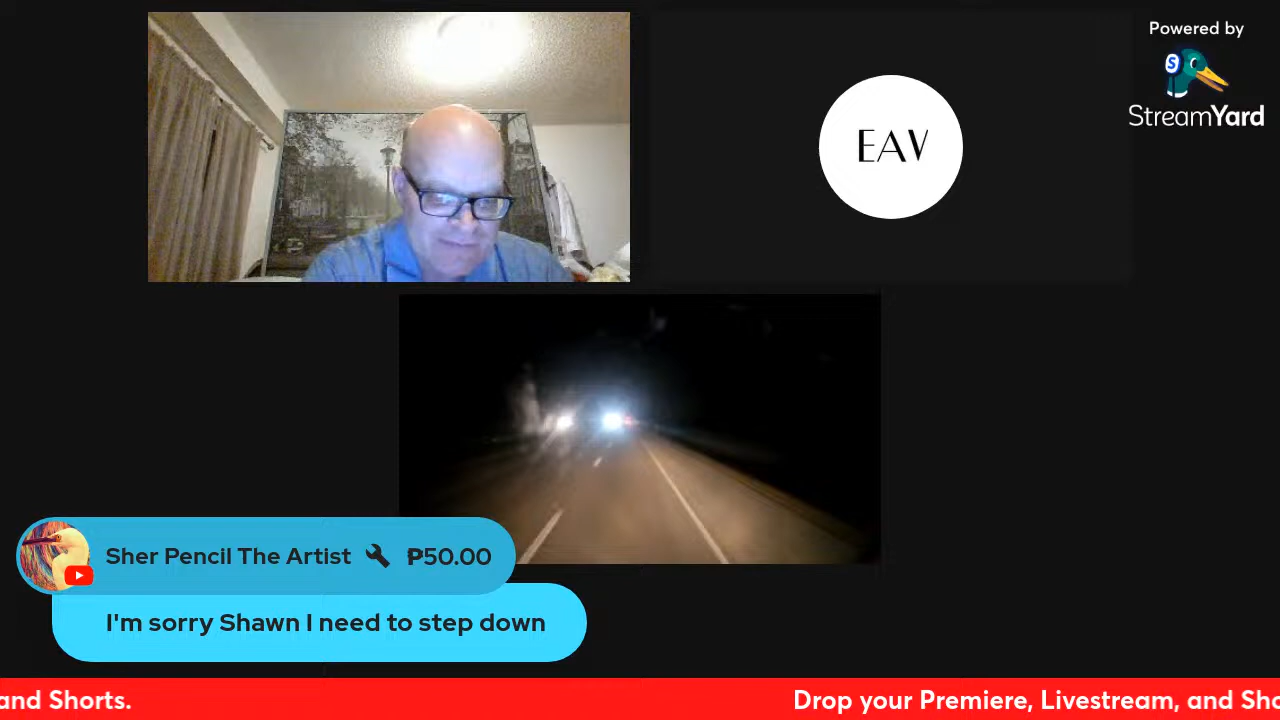 Powered by
StreamYard
S
EAV
Sher Pencil The Artist ₱50.00
I'm sorry Shawn I need to step down
and Shorts.
Drop your Premiere, Livestream, and Sho